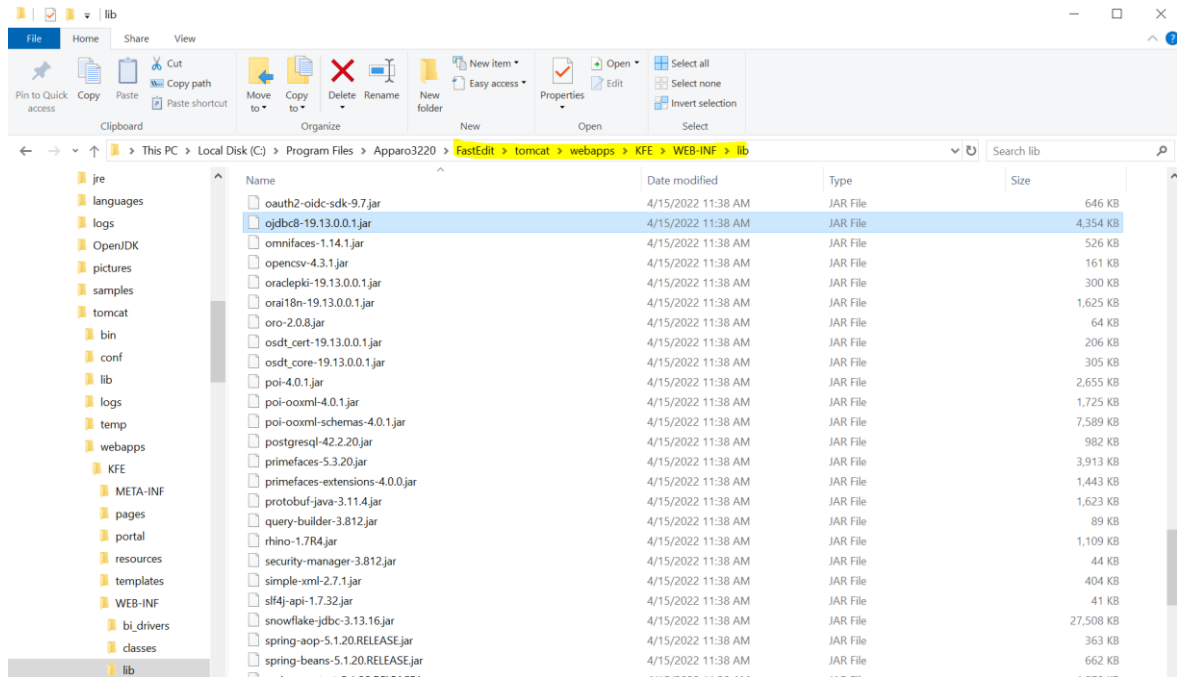 lib
File Home Share View
Pin to Quick access
Copy
Paste
Cut
Copy path
Paste shortcut
Clipboard
Move to
Copy to
Delete
Rename
Organize
New folder
New item
Easy access
New
Properties
Open
Edit
Open
Select all
Select none
Invert selection
Select
This PC > Local Disk (C:) > Program Files > Apparo3220 > FastEdit > tomcat > webapps > KFE > WEB-INF > lib
Search lib
jre
languages
logs
OpenJDK
pictures
samples
tomcat
bin
conf
lib
logs
temp
webapps
KFE
META-INF
pages
portal
resources
templates
WEB-INF
bi_drivers
classes
lib
Name Date modified Type Size
oauth2-oidc-sdk-9.7.jar 4/15/2022 11:38 AM JAR File 646 KB
ojdbc8-19.13.0.0.1.jar 4/15/2022 11:38 AM JAR File 4,354 KB
omnifaces-1.14.1.jar 4/15/2022 11:38 AM JAR File 526 KB
opencsv-4.3.1.jar 4/15/2022 11:38 AM JAR File 161 KB
oraclepki-19.13.0.0.1.jar 4/15/2022 11:38 AM JAR File 300 KB
orai18n-19.13.0.0.1.jar 4/15/2022 11:38 AM JAR File 1,625 KB
oro-2.0.8.jar 4/15/2022 11:38 AM JAR File 64 KB
osdt_cert-19.13.0.0.1.jar 4/15/2022 11:38 AM JAR File 206 KB
osdt_core-19.13.0.0.1.jar 4/15/2022 11:38 AM JAR File 305 KB
poi-4.0.1.jar 4/15/2022 11:38 AM JAR File 2,655 KB
poi-ooxml-4.0.1.jar 4/15/2022 11:38 AM JAR File 1,725 KB
poi-ooxml-schemas-4.0.1.jar 4/15/2022 11:38 AM JAR File 7,589 KB
postgresql-42.2.20.jar 4/15/2022 11:38 AM JAR File 982 KB
primefaces-5.3.20.jar 4/15/2022 11:38 AM JAR File 3,913 KB
primefaces-extensions-4.0.0.jar 4/15/2022 11:38 AM JAR File 1,443 KB
protobuf-java-3.11.4.jar 4/15/2022 11:38 AM JAR File 1,623 KB
query-builder-3.812.jar 4/15/2022 11:38 AM JAR File 89 KB
rhino-1.7R4.jar 4/15/2022 11:38 AM JAR File 1,109 KB
security-manager-3.812.jar 4/15/2022 11:38 AM JAR File 44 KB
simple-xml-2.7.1.jar 4/15/2022 11:38 AM JAR File 404 KB
slf4j-api-1.7.32.jar 4/15/2022 11:38 AM JAR File 41 KB
snowflake-jdbc-3.13.16.jar 4/15/2022 11:38 AM JAR File 27,508 KB
spring-aop-5.1.20.RELEASE.jar 4/15/2022 11:38 AM JAR File 363 KB
spring-beans-5.1.20.RELEASE.jar 4/15/2022 11:38 AM JAR File 662 KB